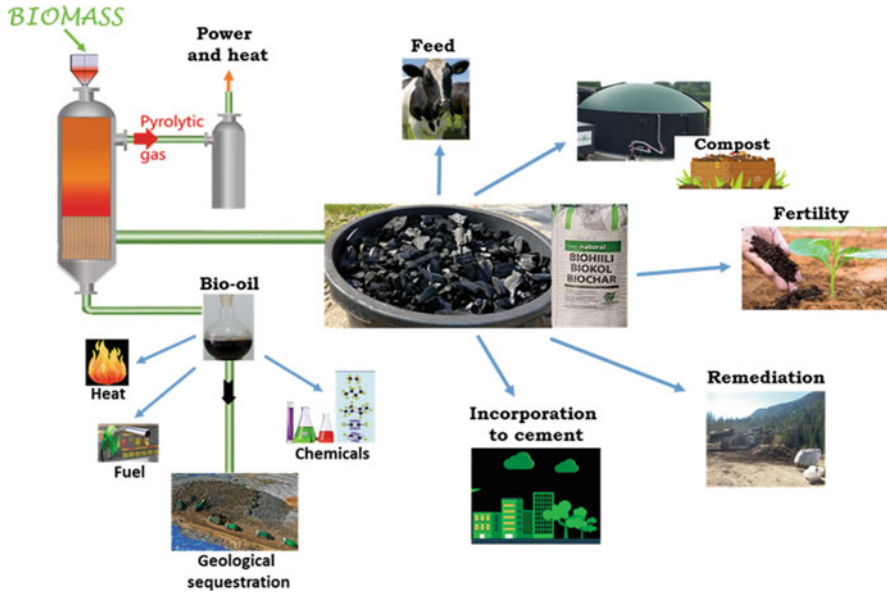 BIOMASS
Power
and heat
Pyrolytic
gas
Feed
Compost
Fertility
natural
BIOHIILI
BIOKOL
BIOCHAR
Bio-oil
Heat
Fuel
Chemicals
Geological
sequestration
Incorporation
to cement
Remediation